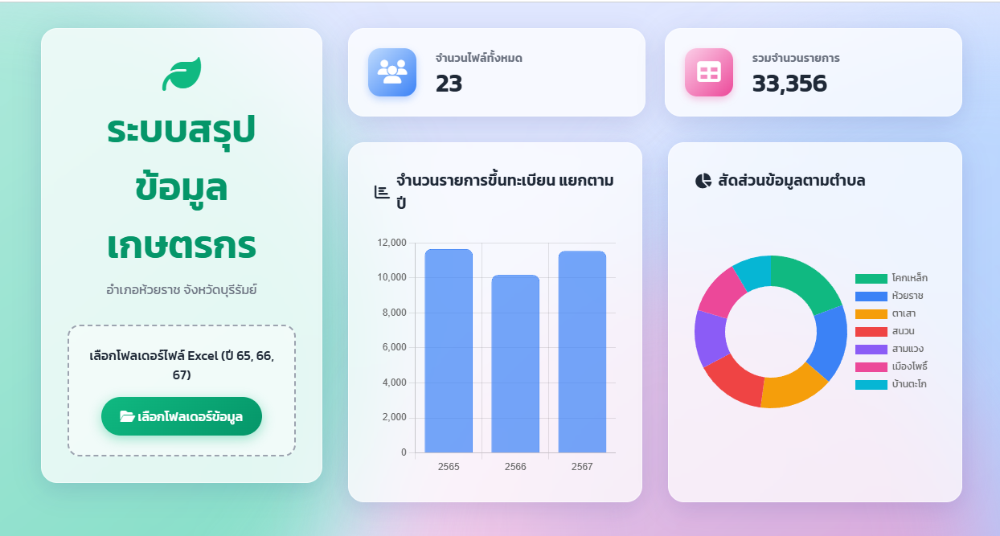 ระบบสรุป
ข้อมูล
เกษตรกร
อำเภอห้วยราช จังหวัดบุรีรัมย์
เลือกโฟลเดอร์ไฟล์ Excel (ปี 65, 66,
67)
เลือกโฟลเดอร์ข้อมูล
จำนวนไฟล์ทั้งหมด
23
รวมจำนวนรายการ
33,356
จำนวนรายการขึ้นทะเบียน แยกตาม
ปี
12,000
10,000
8,000
6,000
4,000
2,000
0
2565
2566
2567
สัดส่วนข้อมูลตามตำบล
โคกเหล็ก
ห้วยราช
ตาเสา
สนวน
สามแวง
เมืองโพธิ์
บ้านตะโก